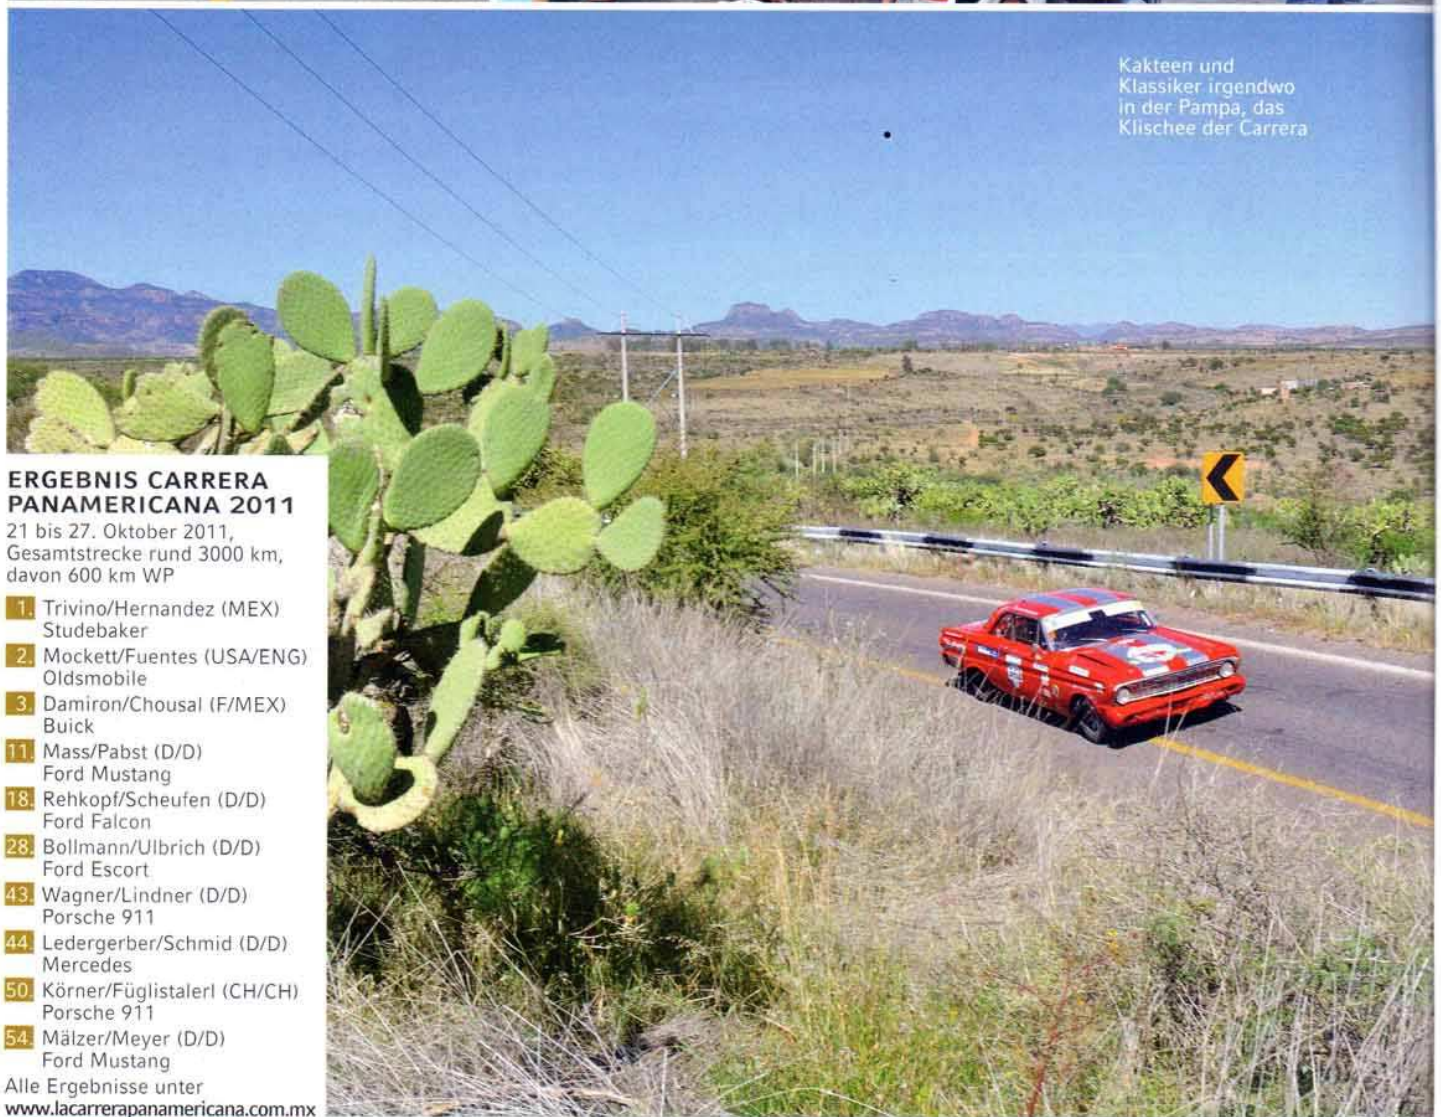 Kakteen und
Klassiker irgendwo
in der Pampa, das
Klischee der Carrera
ERGEBNIS CARRERA
PANAMERICANA 2011
21 bis 27. Oktober 2011,
Gesamtstrecke rund 3000 km,
davon 600 km WP
1. Trivino/Hernandez (MEX)
Studebaker
2. Mockett/Fuentes (USA/ENG)
Oldsmobile
3. Damiron/Chousal (F/MEX)
Buick
11. Mass/Pabst (D/D)
Ford Mustang
18. Rehkopf/Scheufen (D/D)
Ford Falcon
28. Bollmann/Ulbrich (D/D)
Ford Escort
43. Wagner/Lindner (D/D)
Porsche 911
44. Ledergerber/Schmid (D/D)
Mercedes
50. Körner/Füglistalerl (CH/CH)
Porsche 911
54. Mälzer/Meyer (D/D)
Ford Mustang
Alle Ergebnisse unter
www.lacarrerapanamericana.com.mx